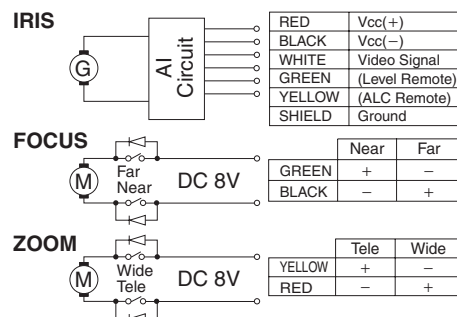 IRIS
G
AI
Circuit
RED Vcc(+)
BLACK Vcc(−)
WHITE Video Signal
GREEN (Level Remote)
YELLOW (ALC Remote)
SHIELD Ground
FOCUS
M
Far
Near
DC 8V
Near Far
GREEN + −
BLACK − +
ZOOM
M
Wide
Tele
DC 8V
Tele Wide
YELLOW + −
RED − +